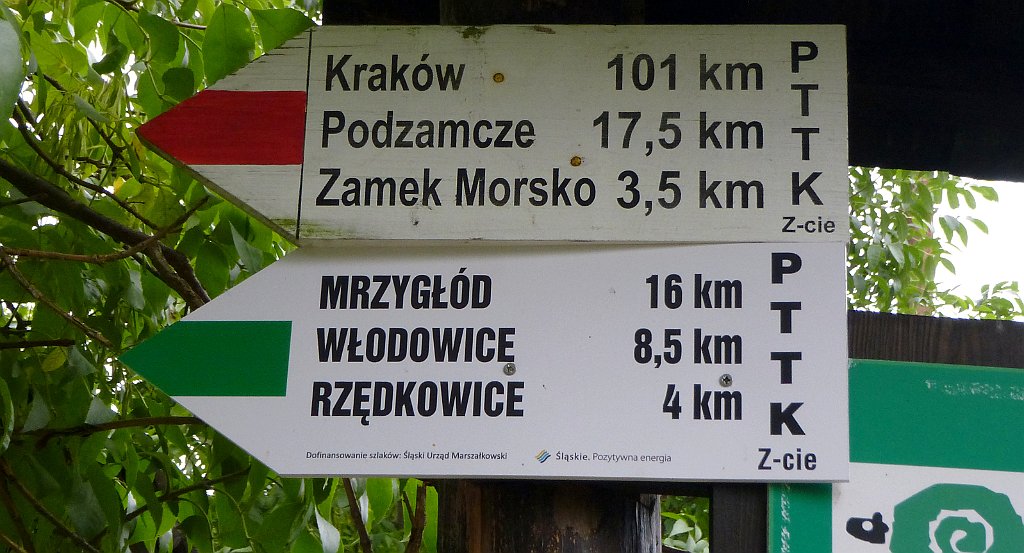 Kraków 101 km
Podzamcze 17,5 km
Zamek Morsko 3,5 km
PTTK
Z-cie
MRZYGŁÓD 16 km
WŁODOWICE 8,5 km
RZĘDKOWICE 4 km
PTTK
Z-cie
Dofinansowanie szlaków: Śląski Urząd Marszałkowski
Śląskie. Pozytywna energia